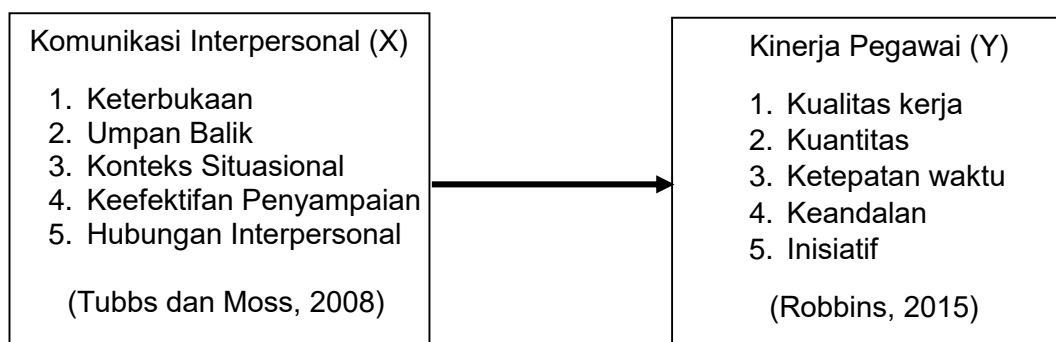 Komunikasi Interpersonal (X)
1. Keterbukaan
2. Umpan Balik
3. Konteks Situasional
4. Keefektifan Penyampaian
5. Hubungan Interpersonal
(Tubbs dan Moss, 2008)
Kinerja Pegawai (Y)
1. Kualitas kerja
2. Kuantitas
3. Ketepatan waktu
4. Keandalan
5. Inisiatif
(Robbins, 2015)